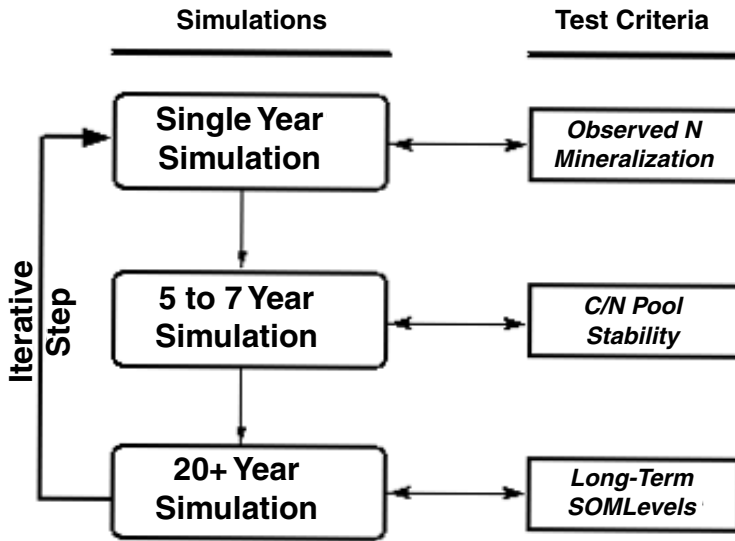 Simulations
Test Criteria
Single Year
Simulation
Observed N
Mineralization
5 to 7 Year
Simulation
C/N Pool
Stability
Iterative
Step
20+ Year
Simulation
Long-Term
SOMLevels